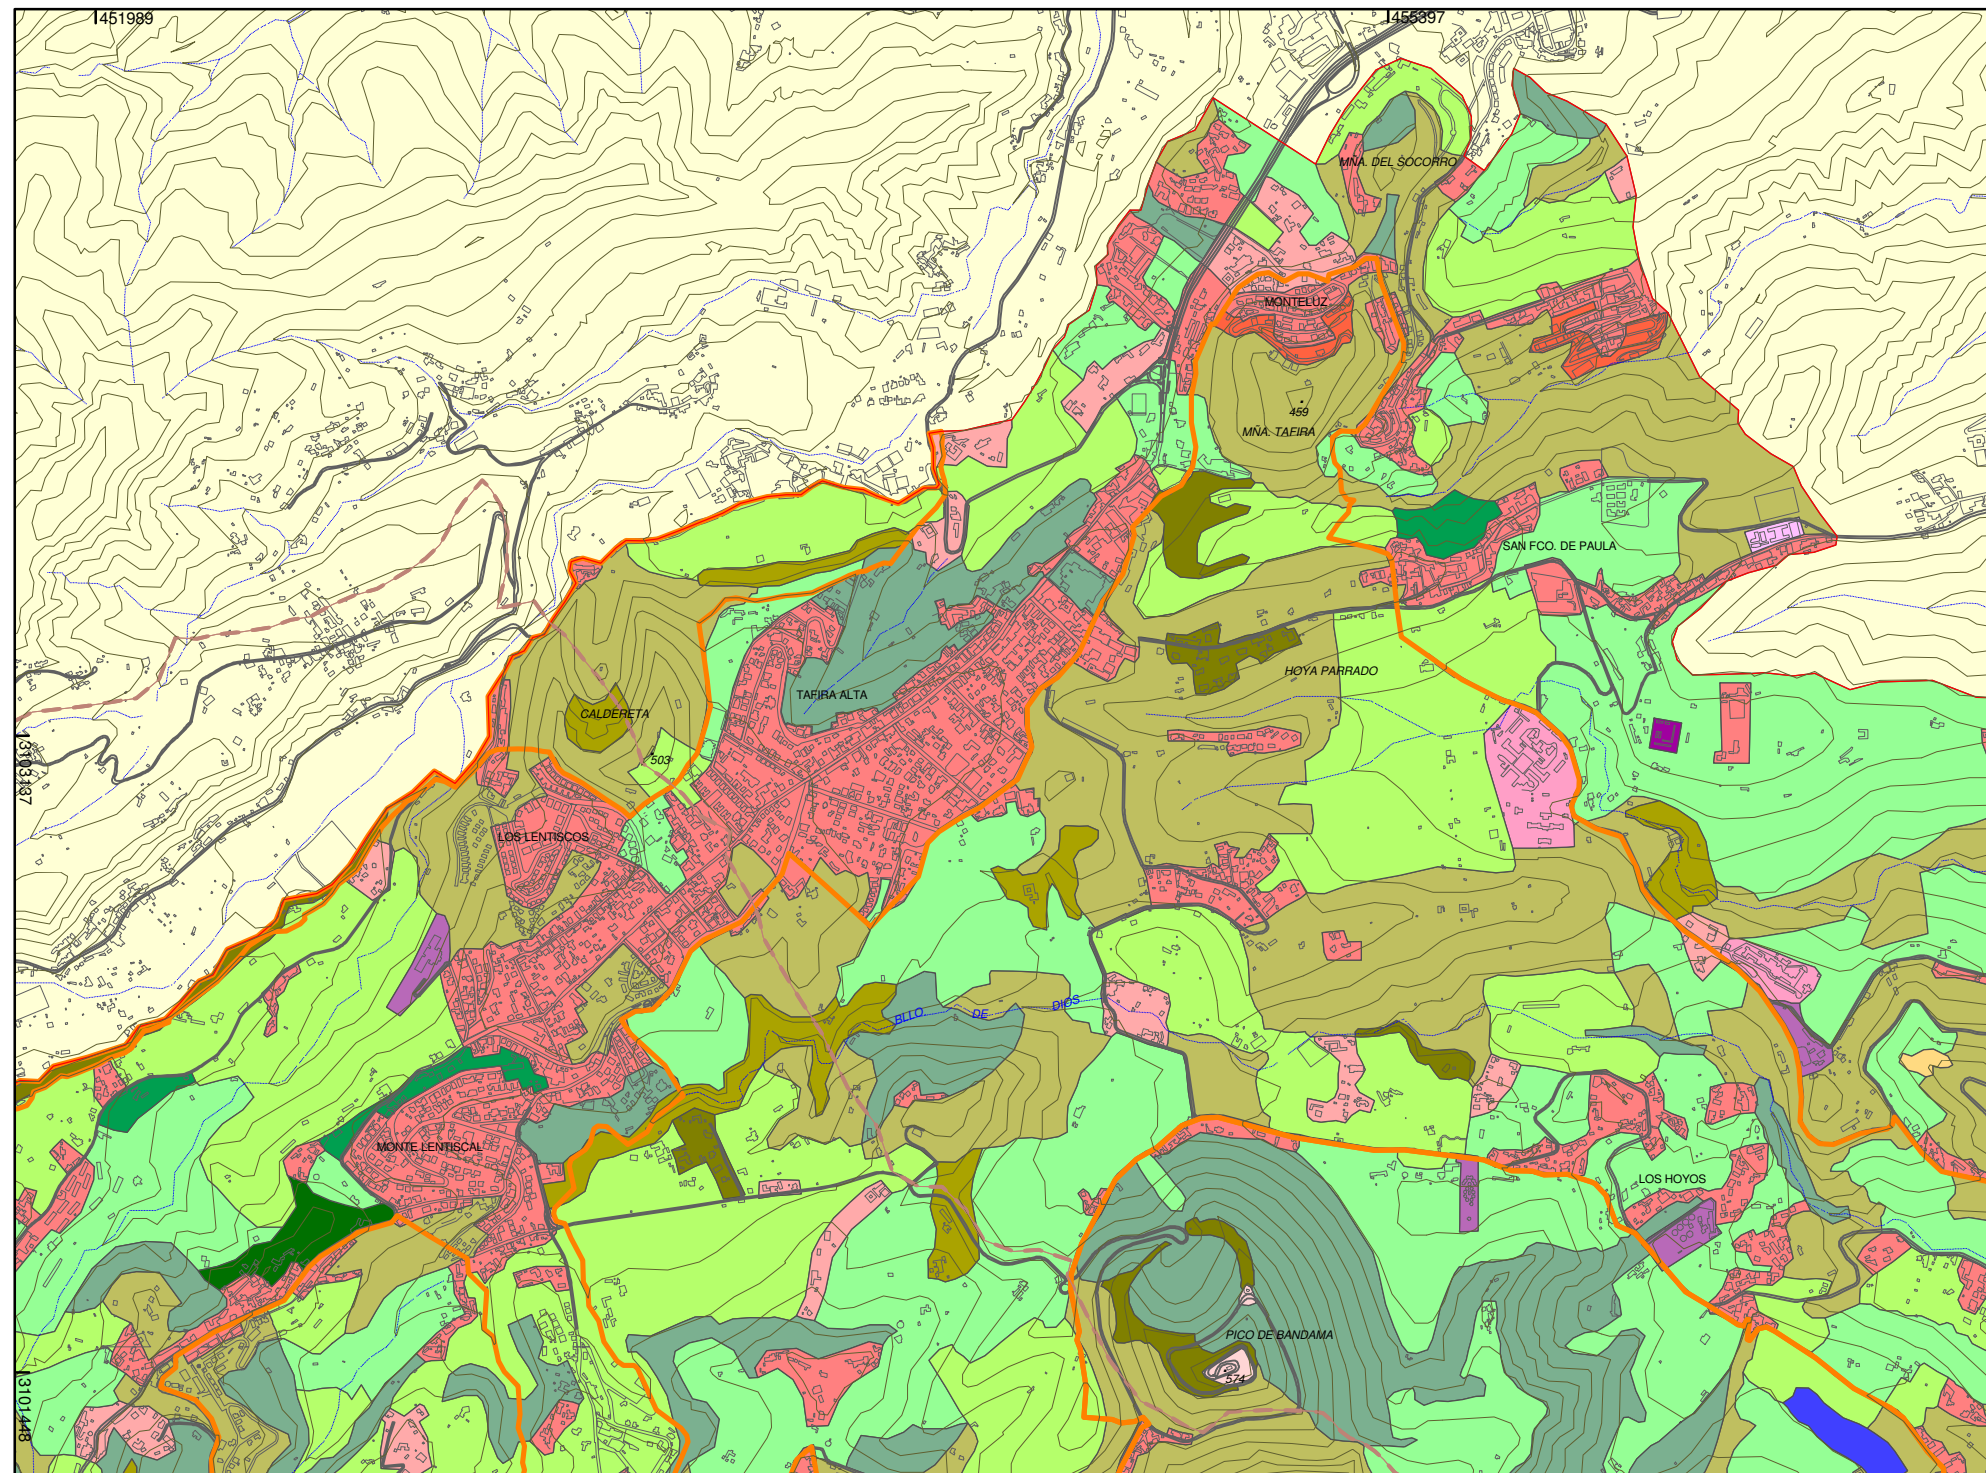 451989
455397
MÑA. DEL SOCORRO
MONTELUZ
459
MÑA. TAFIRA
SAN FCO. DE PAULA
HOYA PARRADO
TAFIRA ALTA
CALDERETA
503
3103137
LOS LENTISCOS
BLLO DE DIOS
MONTE LENTISCAL
LOS HOYOS
PICO DE BANDAMA
574
3101448